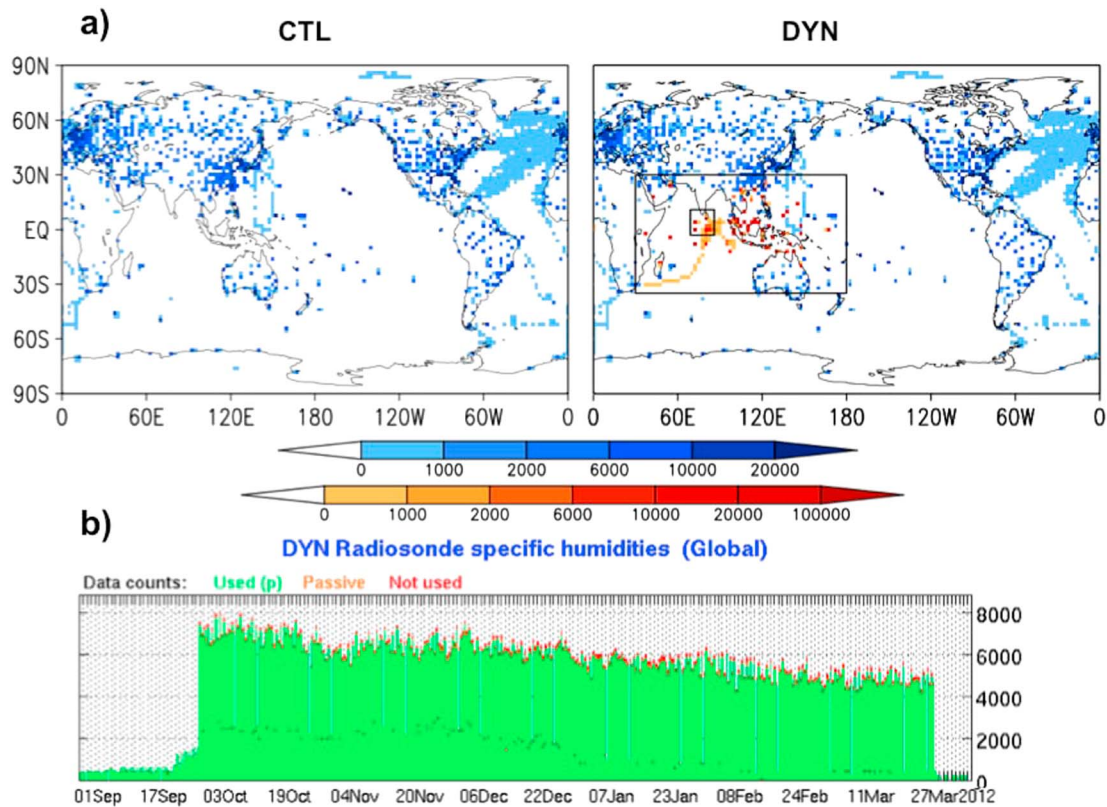 a) CTL DYN
90N
60N
30N
EQ
30S
60S
90S
0 60E 120E 180 120W 60W 0 60E 120E 180 120W 60W 0
0 1000 2000 6000 10000 20000
0 1000 2000 6000 10000 20000 100000
b)
DYN Radiosonde specific humidities (Global)
Data counts: Used (p) Passive Not used
8000
6000
4000
2000
0
01Sep 17Sep 03Oct 19Oct 04Nov 20Nov 06Dec 22Dec 07Jan 23Jan 08Feb 24Feb 11Mar 27Mar2012